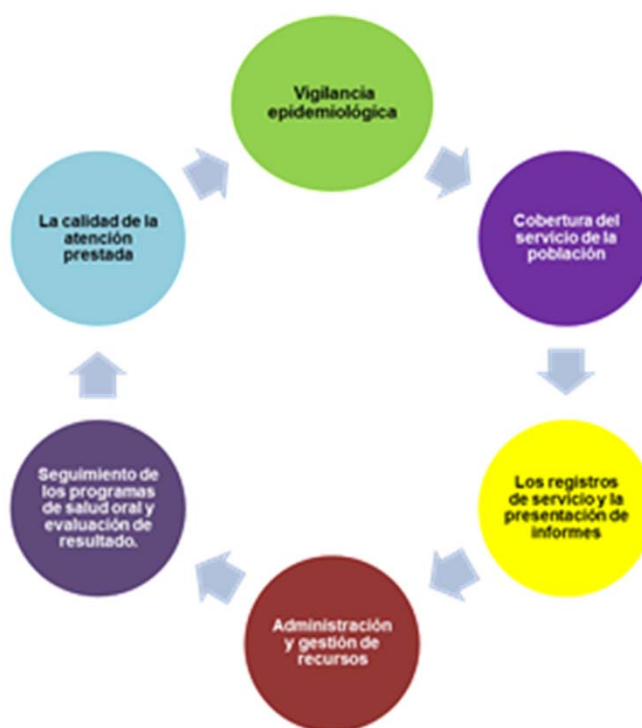 Vigilancia
epidemiológica
Cobertura del
servicio de la
población
Los registros
de servicio y la
presentación de
informes
Administración
y gestión de
recursos
Seguimiento de
los programas
de salud oral y
evaluación de
resultado.
La calidad de la
atención
prestada